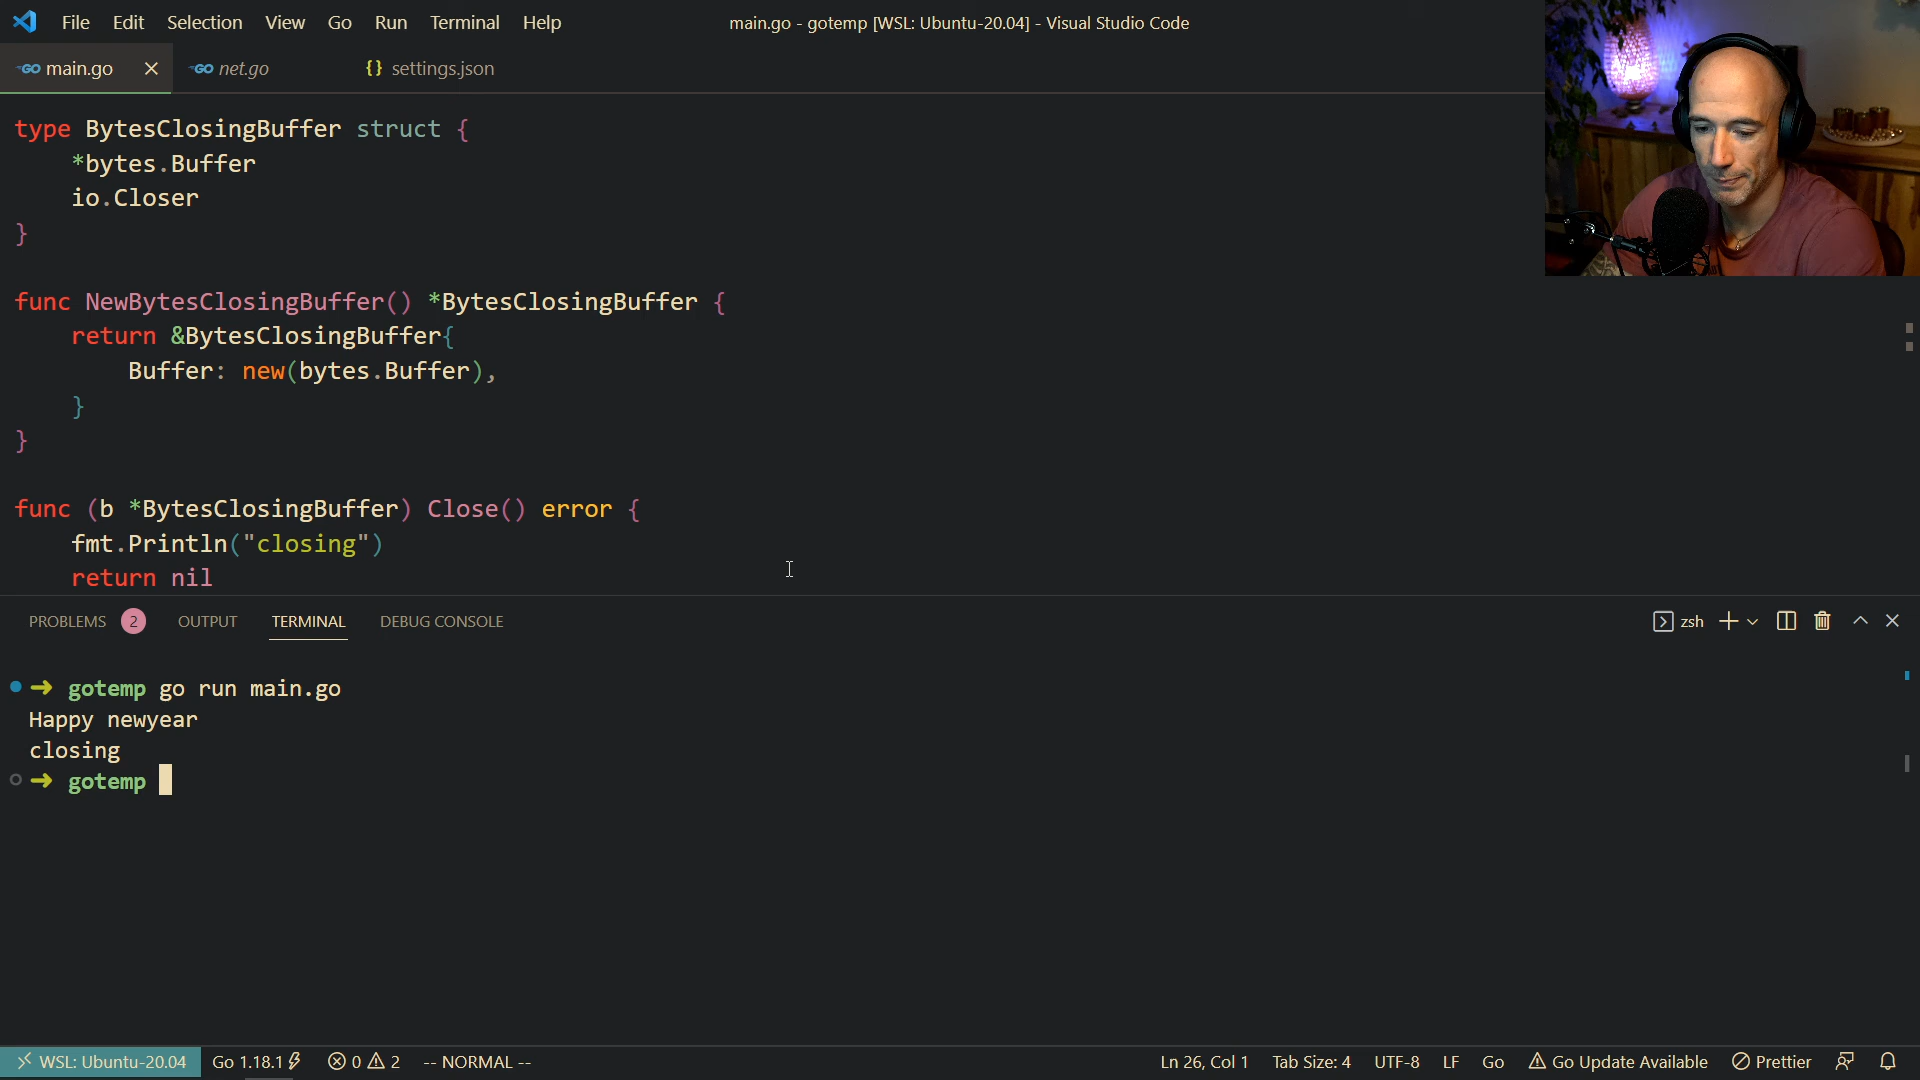 File Edit Selection View Go Run Terminal Help
main.go - gotemp [WSL: Ubuntu-20.04] - Visual Studio Code
GO main.go GO net.go {} settings.json
type BytesClosingBuffer struct {
    *bytes.Buffer
    io.Closer
}
func NewBytesClosingBuffer() *BytesClosingBuffer {
    return &BytesClosingBuffer{
        Buffer: new(bytes.Buffer),
    }
}
func (b *BytesClosingBuffer) Close() error {
    fmt.Println("closing")
    return nil
PROBLEMS 2 OUTPUT TERMINAL DEBUG CONSOLE zsh
➜ gotemp go run main.go
Happy newyear
closing
➜ gotemp
WSL: Ubuntu-20.04 Go 1.18.1 0 2 -- NORMAL -- Ln 26, Col 1 Tab Size: 4 UTF-8 LF Go Go Update Available Prettier